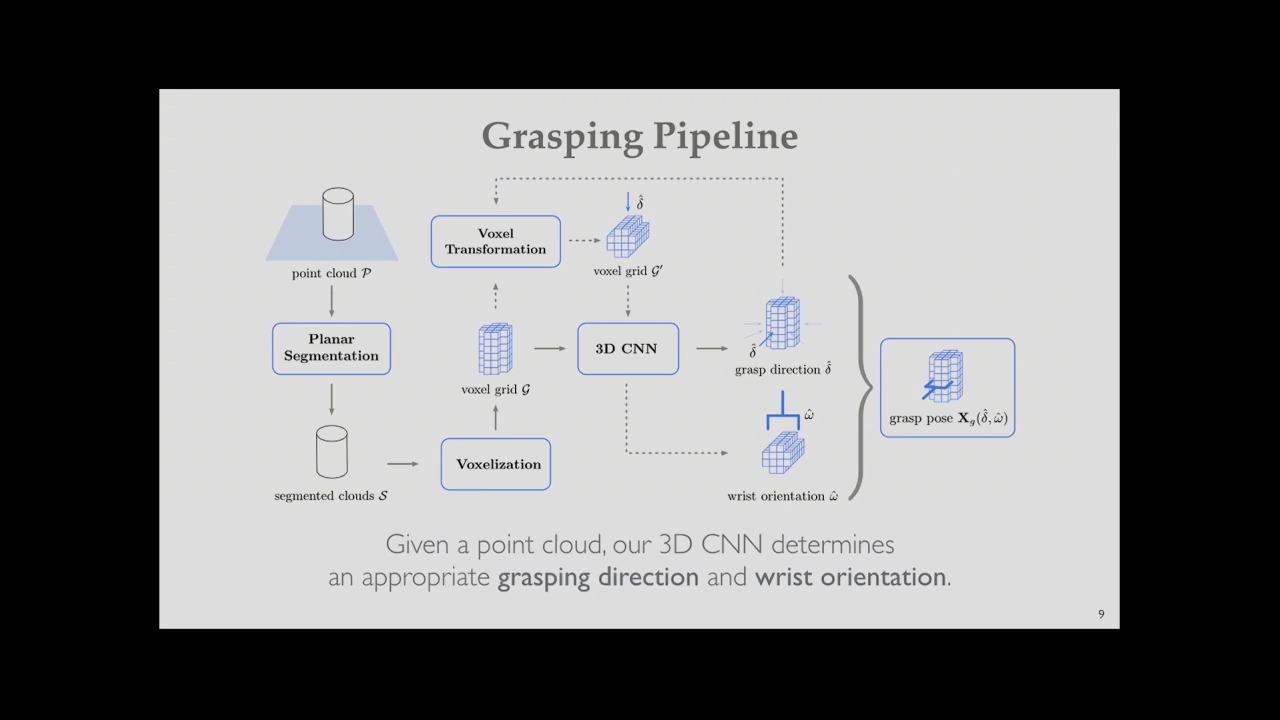 Grasping Pipeline
point cloud 𝒫
Planar
Segmentation
segmented clouds 𝒮
Voxelization
voxel grid 𝒢
Voxel
Transformation
δ̂
voxel grid 𝒢′
3D CNN
δ̂
grasp direction δ̂
ω̂
wrist orientation ω̂
grasp pose X_g(δ̂, ω̂)
Given a point cloud, our 3D CNN determines
an appropriate grasping direction and wrist orientation.
9